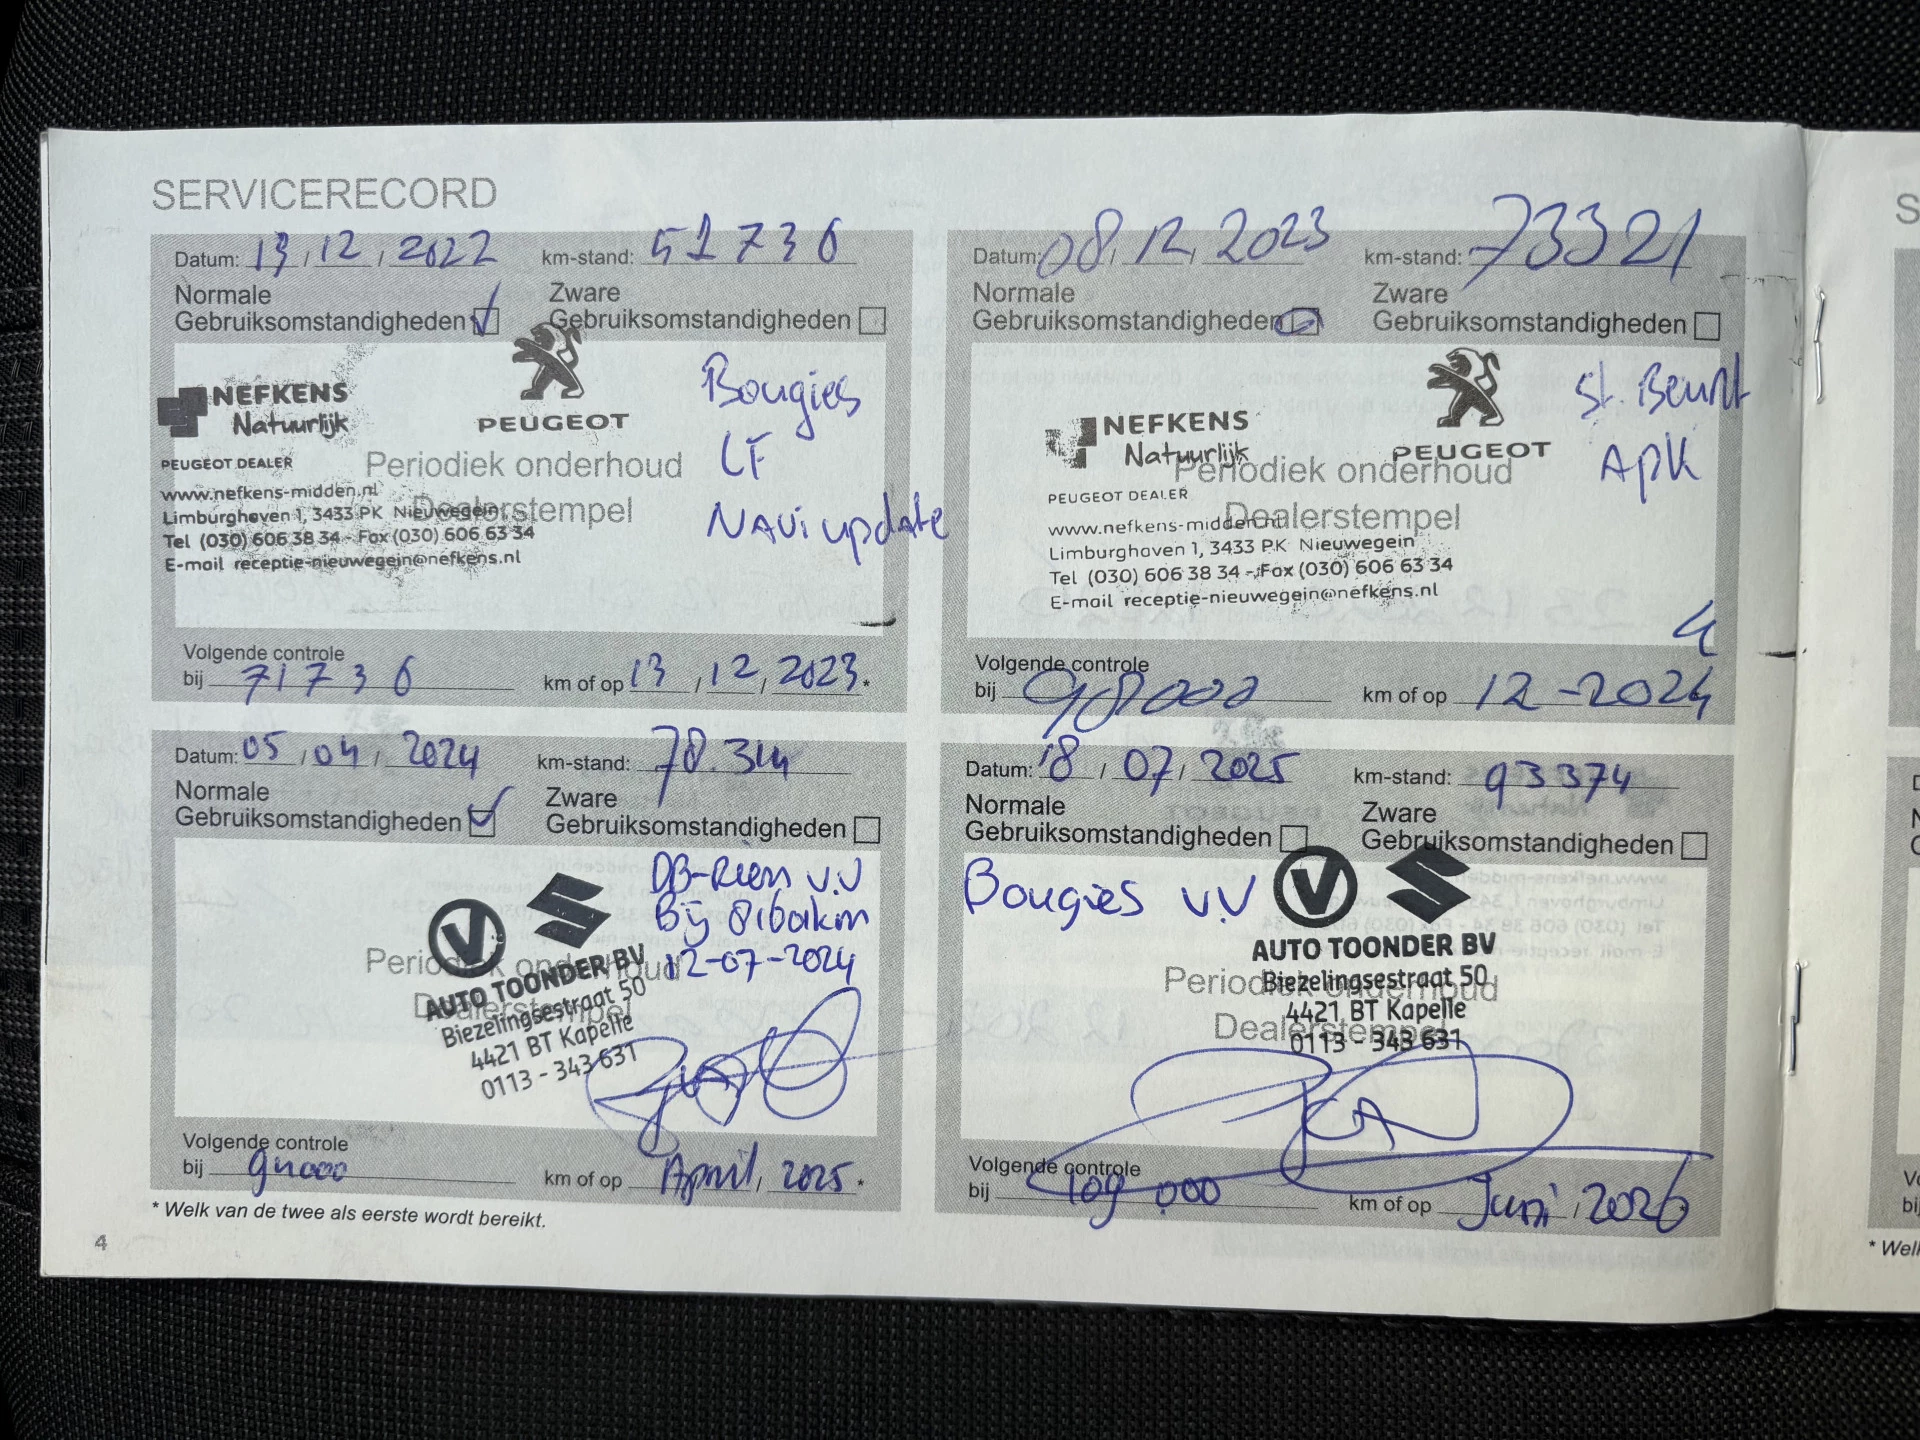 SERVICERECORD
Datum: 13 / 12 / 2022 km-stand: 51736
Normale Gebruiksomstandigheden
Zware Gebruiksomstandigheden
NEFKENS
Natuurlijk
PEUGEOT
PEUGEOT DEALER
www.nefkens-midden.nl
Limburghaven 1, 3433 PK Nieuwegein
Tel (030) 606 38 34 - Fax (030) 606 63 34
E-mail receptie-nieuwegein@nefkens.nl
Periodiek onderhoud
Dealerstempel
Bougies
LF
NAVi update
Volgende controle
bij 71736 km of op 13 / 12 / 2023 *
Datum: 08 / 12 / 2023 km-stand: 73321
Normale Gebruiksomstandigheden
Zware Gebruiksomstandigheden
NEFKENS
Natuurlijk
PEUGEOT
PEUGEOT DEALER
www.nefkens-midden.nl
Limburghaven 1, 3433 PK Nieuwegein
Tel (030) 606 38 34 - Fax (030) 606 63 34
E-mail receptie-nieuwegein@nefkens.nl
Periodiek onderhoud
Dealerstempel
St. Beurt
APK
Volgende controle
bij 98000 km of op 12 - 2024
Datum: 05 / 04 / 2024 km-stand: 78.314
Normale Gebruiksomstandigheden
Zware Gebruiksomstandigheden
DB-Riem v.v
Bij
12-07-2024
AUTO TOONDER BV
Biezelingsestraat 50
4421 BT Kapelle
0113 - 343 631
Periodiek onderhoud
Dealerstempel
Volgende controle
bij 94000 km of op April / 2025 *
Datum: 18 / 07 / 2025 km-stand: 93374
Normale Gebruiksomstandigheden
Zware Gebruiksomstandigheden
Bougies v.v
AUTO TOONDER BV
Biezelingsestraat 50
4421 BT Kapelle
0113 - 343 631
Periodiek onderhoud
Dealerstempel
Volgende controle
bij 109.000 km of op Juni / 2026
* Welk van de twee als eerste wordt bereikt.
4